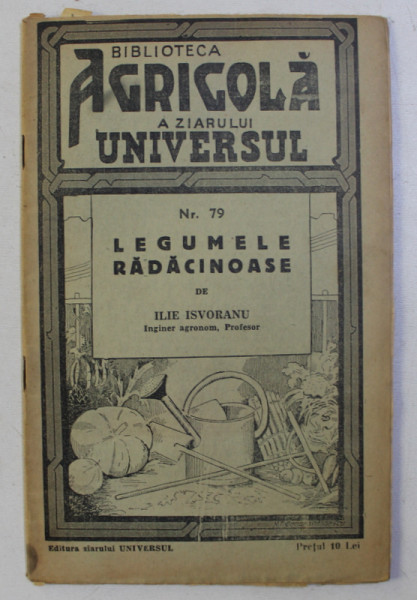 BIBLIOTECA
AGRICOLĂ
A ZIARULUI
UNIVERSUL
Nr. 79
LEGUMELE
RĂDĂCINOASE
DE
ILIE ISVORANU
Inginer agronom, Profesor
Editura ziarului UNIVERSUL
Prețul 10 Lei